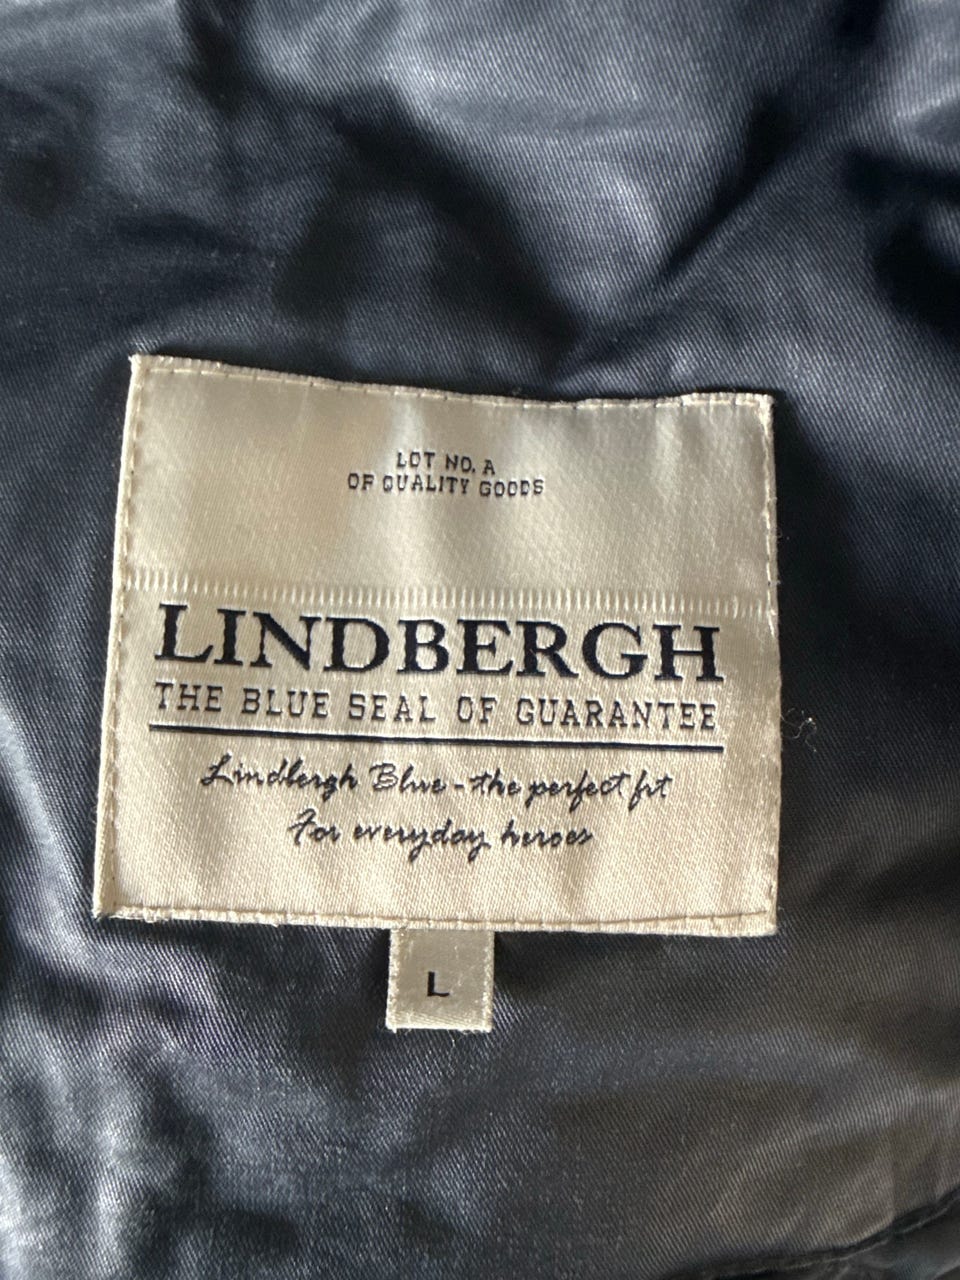 LOT NO. A
OF QUALITY GOODS
LINDBERGH
THE BLUE SEAL OF GUARANTEE
Lindbergh Blue - the perfect fit
For everyday heroes
L